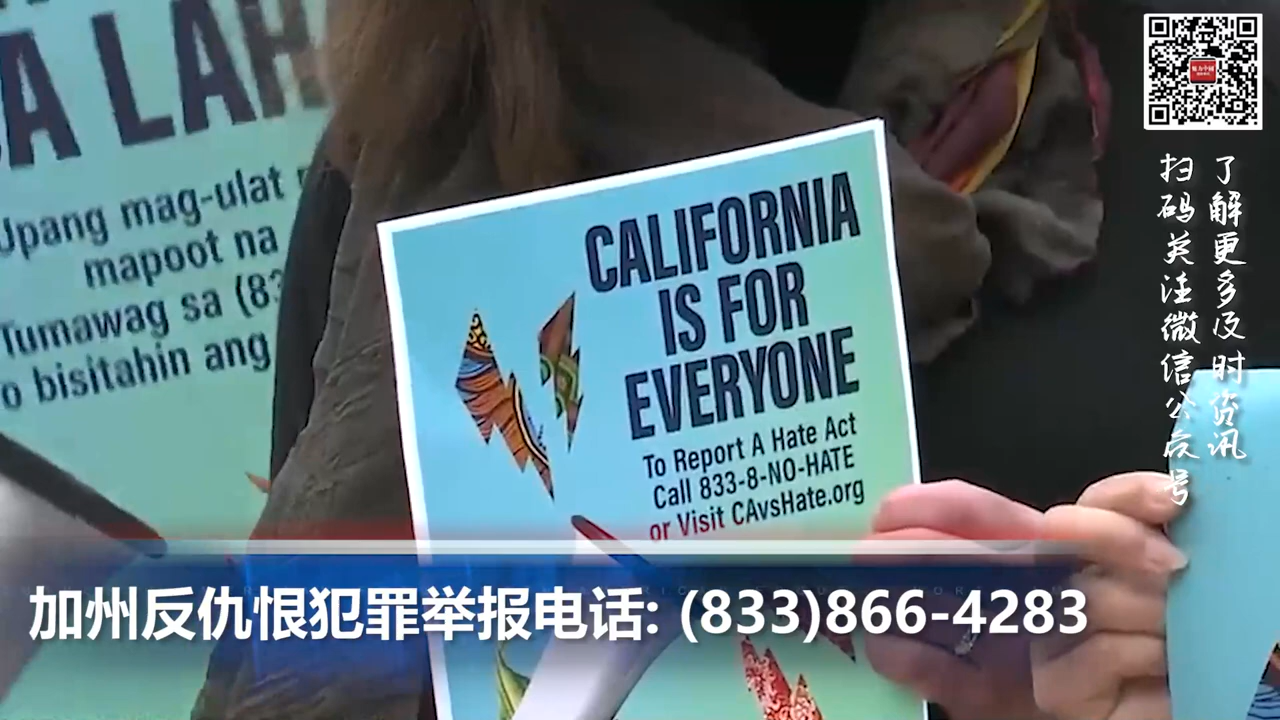 A LAH
Upang mag-ulat
mapoot na
Tumawag sa (83
o bisitahin ang
CALIFORNIA
IS FOR
EVERYONE
To Report A Hate Act
Call 833-8-NO-HATE
or Visit CAvsHate.org
了解更多及时资讯
扫码关注微信公众号
加州反仇恨犯罪举报电话: (833)866-4283